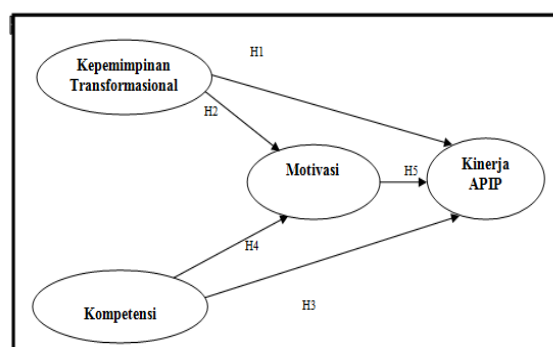 Kepemimpinan
Transformasional
H1
H2
Motivasi
H5
Kinerja
APIP
H4
Kompetensi
H3